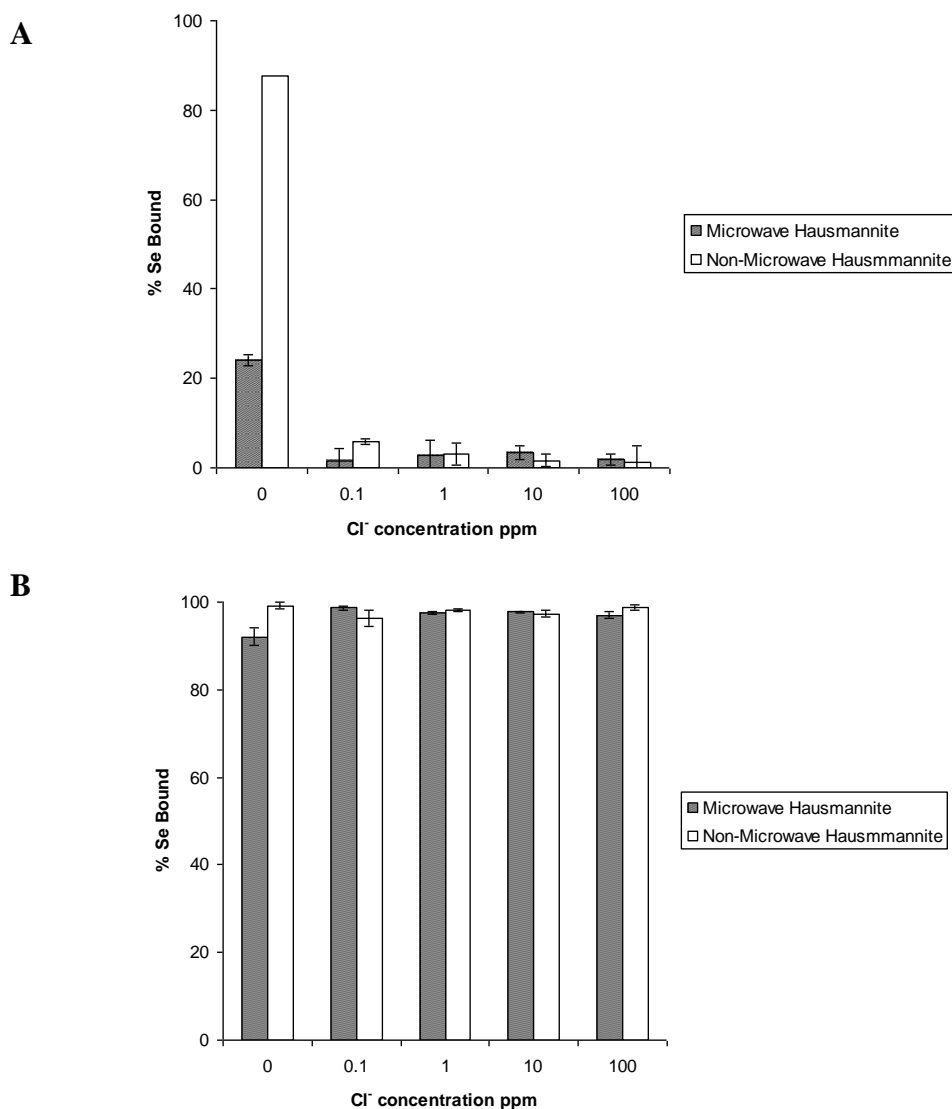 A
100
80
60
40
20
0
% Se Bound
0 0.1 1 10 100
Cl⁻ concentration ppm
Microwave Hausmannite
Non-Microwave Hausmmannite
B
100
80
60
40
20
0
% Se Bound
0 0.1 1 10 100
Cl⁻ concentration ppm
Microwave Hausmannite
Non-Microwave Hausmmannite